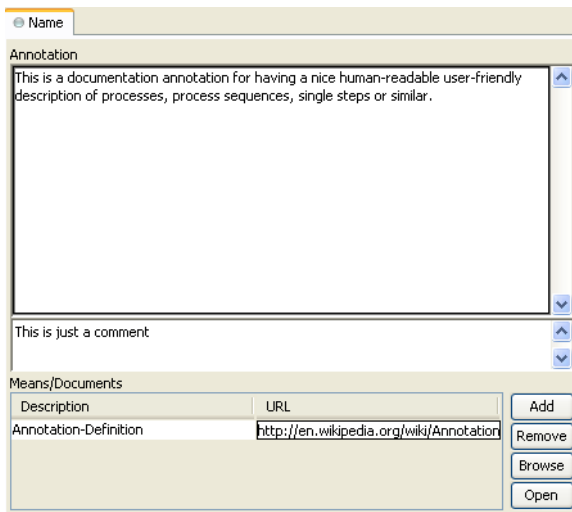 Name
Annotation
This is a documentation annotation for having a nice human-readable user-friendly
description of processes, process sequences, single steps or similar.
This is just a comment
Means/Documents
Description URL Add
Annotation-Definition http://en.wikipedia.org/wiki/Annotation Remove
Browse
Open